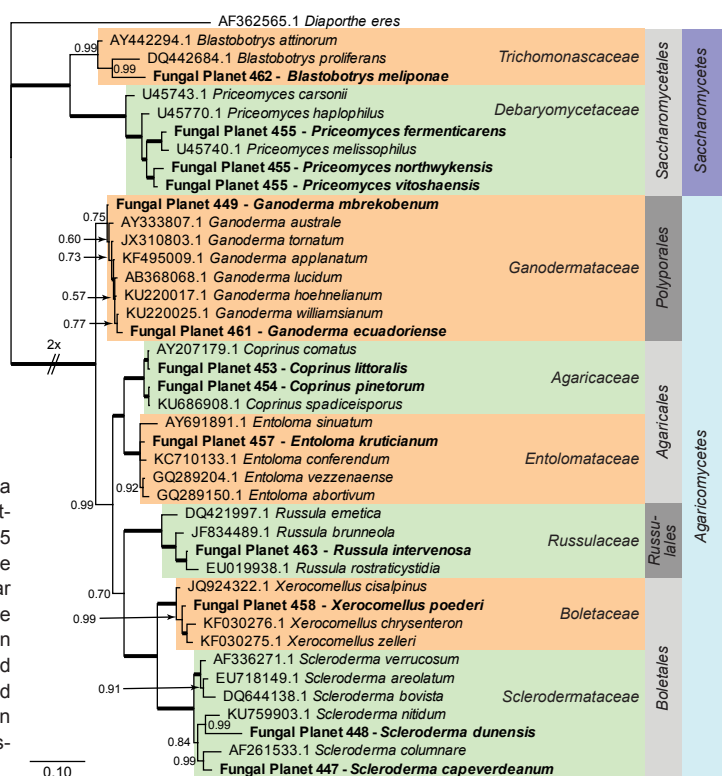 AF362565.1 Diaporthe eres
0.99
AY442294.1 Blastobotrys attinorum
DQ442684.1 Blastobotrys proliferans
0.99
Fungal Planet 462 - Blastobotrys meliponae
Trichomonascaceae
U45743.1 Priceomyces carsonii
U45770.1 Priceomyces haplophilus
Fungal Planet 455 - Priceomyces fermenticarens
U45740.1 Priceomyces melissophilus
Fungal Planet 455 - Priceomyces northwykensis
Fungal Planet 455 - Priceomyces vitoshaensis
Debaryomycetaceae
Saccharomycetales
Saccharomycetes
Fungal Planet 449 - Ganoderma mbrekobenum
0.75
AY333807.1 Ganoderma australe
0.60
JX310803.1 Ganoderma tornatum
0.73
KF495009.1 Ganoderma applanatum
AB368068.1 Ganoderma lucidum
0.57
KU220017.1 Ganoderma hoehnelianum
KU220025.1 Ganoderma williamsianum
0.77
Fungal Planet 461 - Ganoderma ecuadoriense
Ganodermataceae
Polyporales
2x
AY207179.1 Coprinus comatus
Fungal Planet 453 - Coprinus littoralis
Fungal Planet 454 - Coprinus pinetorum
KU686908.1 Coprinus spadiceisporus
Agaricaceae
AY691891.1 Entoloma sinuatum
Fungal Planet 457 - Entoloma kruticianum
KC710133.1 Entoloma conferendum
GQ289204.1 Entoloma vezzenaense
0.92
GQ289150.1 Entoloma abortivum
Entolomataceae
Agaricales
0.99
DQ421997.1 Russula emetica
JF834489.1 Russula brunneola
Fungal Planet 463 - Russula intervenosa
EU019938.1 Russula rostraticystidia
Russulaceae
Russu-
lales
0.70
JQ924322.1 Xerocomellus cisalpinus
Fungal Planet 458 - Xerocomellus poederi
0.99
KF030276.1 Xerocomellus chrysenteron
KF030275.1 Xerocomellus zelleri
Boletaceae
AF336271.1 Scleroderma verrucosum
EU718149.1 Scleroderma areolatum
0.91
DQ644138.1 Scleroderma bovista
KU759903.1 Scleroderma nitidum
0.99
Fungal Planet 448 - Scleroderma dunensis
0.84
AF261533.1 Scleroderma columnare
0.99
Fungal Planet 447 - Scleroderma capeverdeanum
Sclerodermataceae
Boletales
Agaricomycetes
a
t-
5
e
ar
e
n
d
d
n
s-
0.10